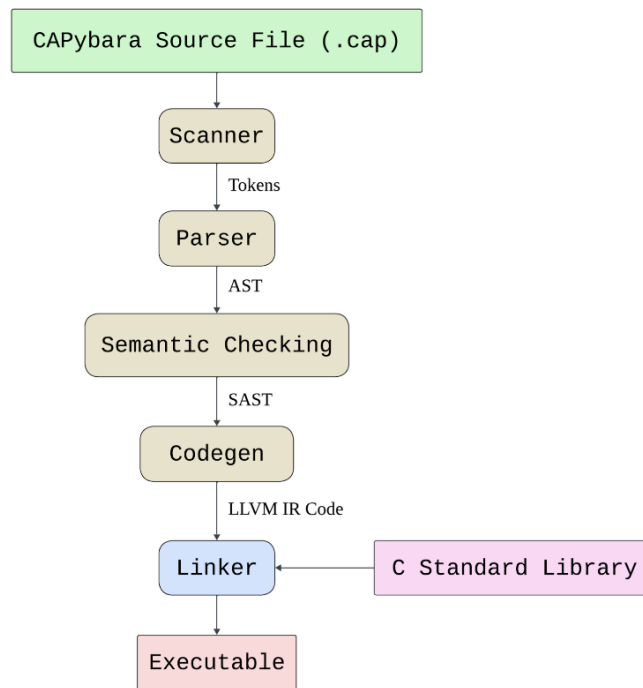 CAPybara Source File (.cap)
Scanner
Tokens
Parser
AST
Semantic Checking
SAST
Codegen
LLVM IR Code
Linker
C Standard Library
Executable